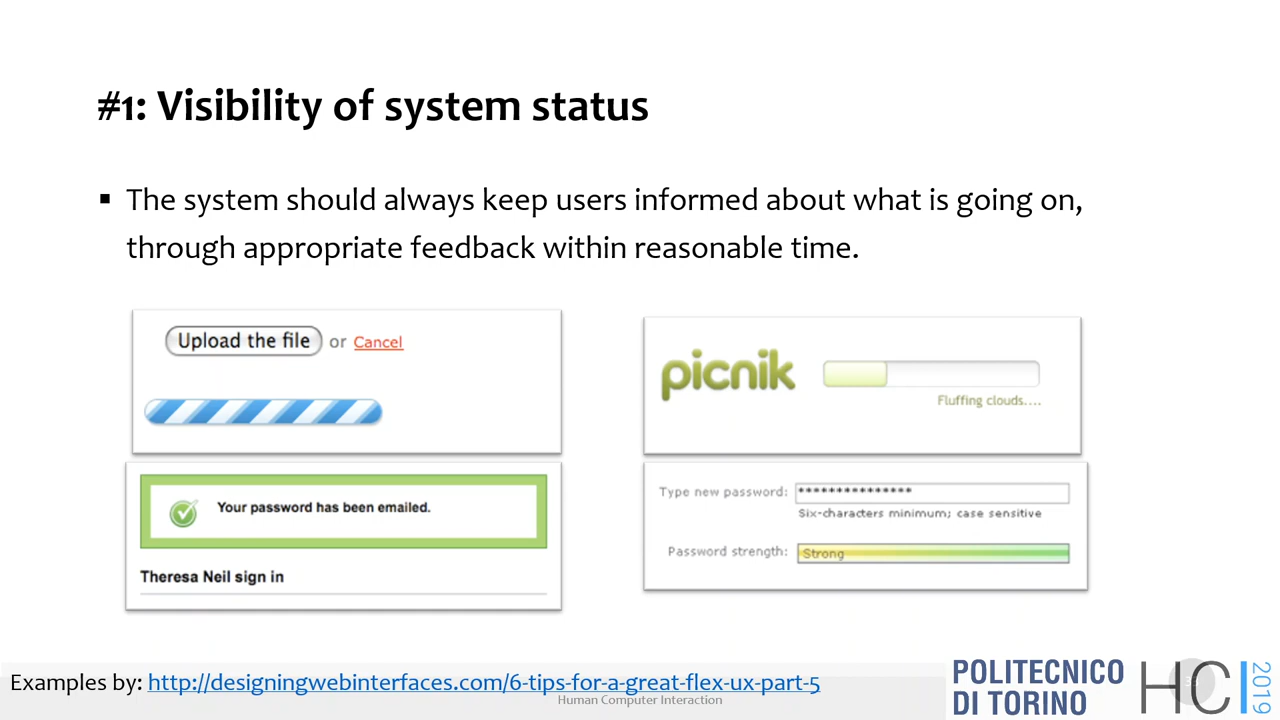 #1: Visibility of system status
▪ The system should always keep users informed about what is going on,
through appropriate feedback within reasonable time.
Upload the file or Cancel
picnik
Fluffing clouds....
Your password has been emailed.
Theresa Neil sign in
Type new password: ***************
Six-characters minimum; case sensitive
Password strength: Strong
Examples by: http://designingwebinterfaces.com/6-tips-for-a-great-flex-ux-part-5
Human Computer Interaction
POLITECNICO
DI TORINO
HCI
2019